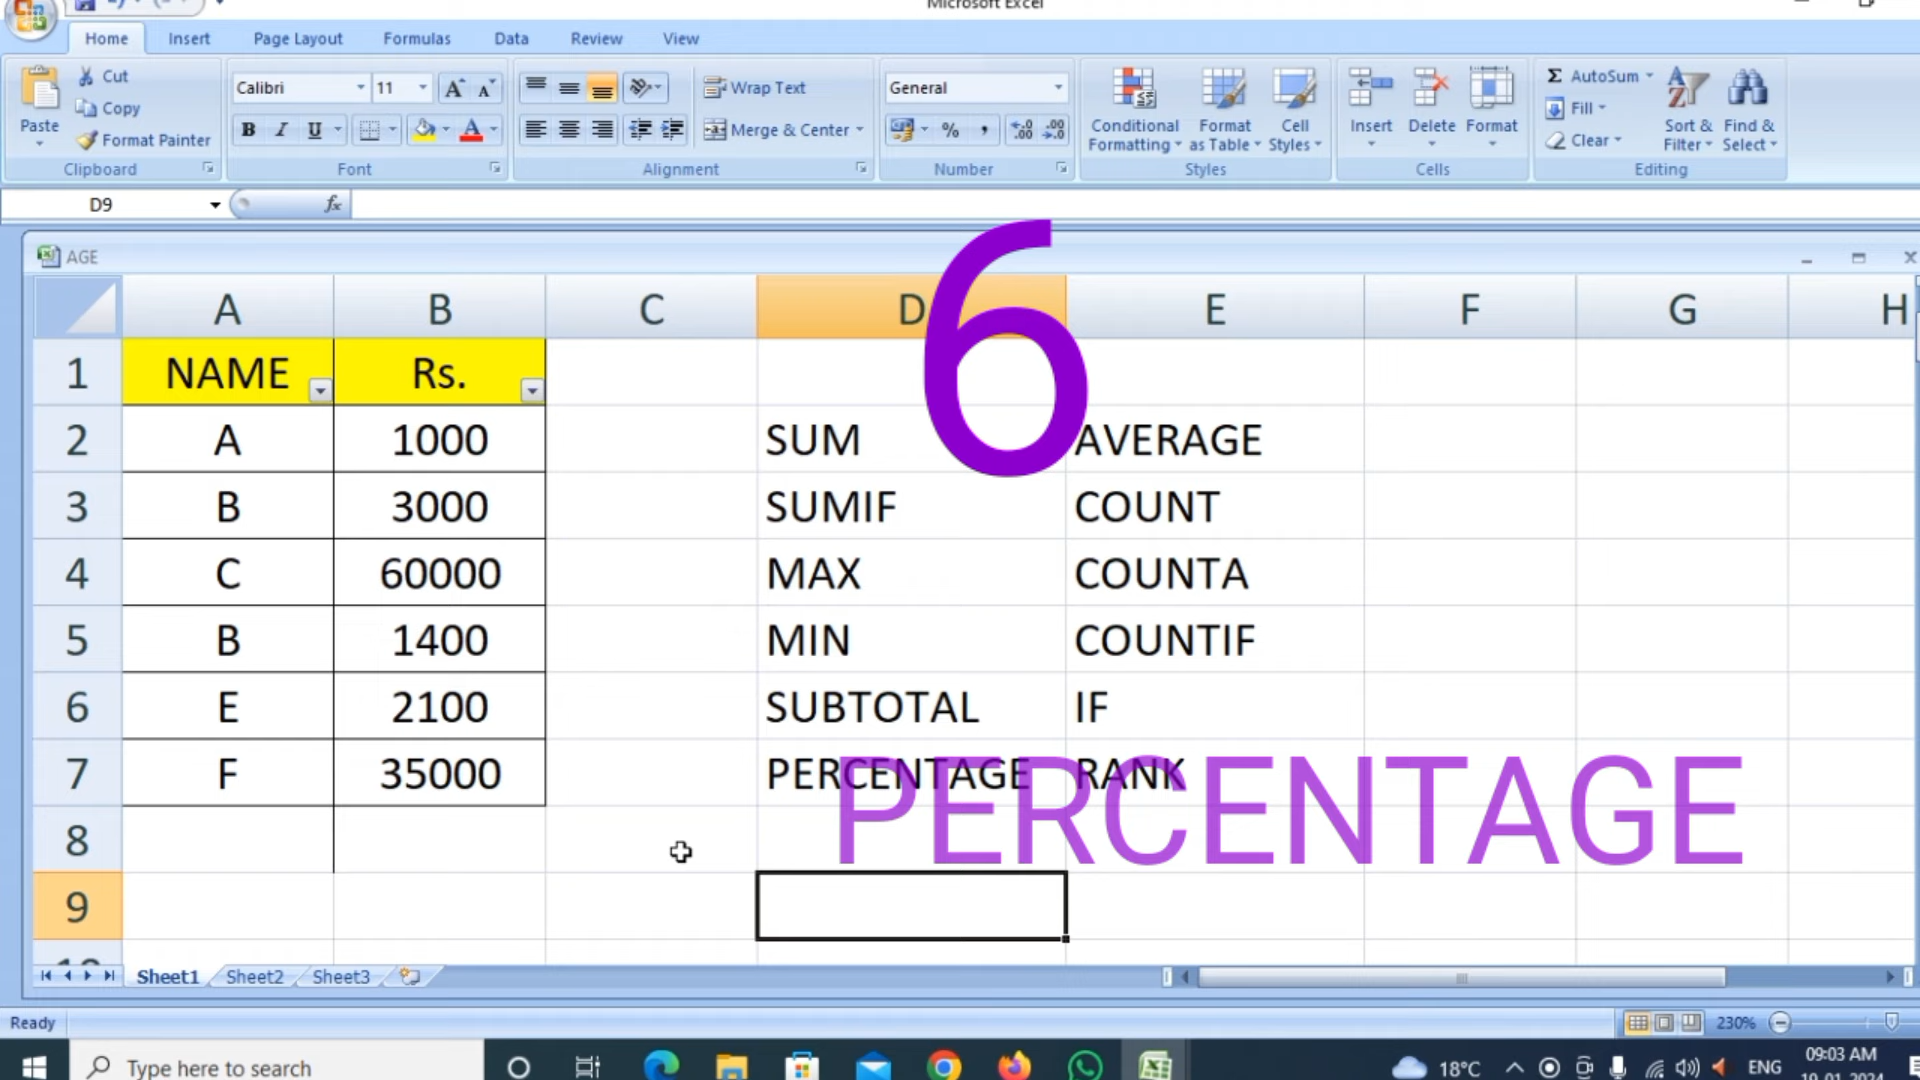 Microsoft Excel
Home Insert Page Layout Formulas Data Review View
Cut
Copy
Format Painter
Paste
Clipboard
Calibri 11
B I U
Font
Wrap Text
Merge & Center
Alignment
General
%
Number
Conditional Formatting
Format as Table
Cell Styles
Styles
Insert Delete Format
Cells
Σ AutoSum
Fill
Clear
Sort & Filter
Find & Select
Editing
D9 fx
AGE
A B C D E F G H
1 NAME Rs.
2 A 1000 SUM AVERAGE
3 B 3000 SUMIF COUNT
4 C 60000 MAX COUNTA
5 B 1400 MIN COUNTIF
6 E 2100 SUBTOTAL IF
7 F 35000 PERCENTAGE RANK
8
9
6
PERCENTAGE
Sheet1 Sheet2 Sheet3
Ready 230%
Type here to search
18°C ENG 09:03 AM